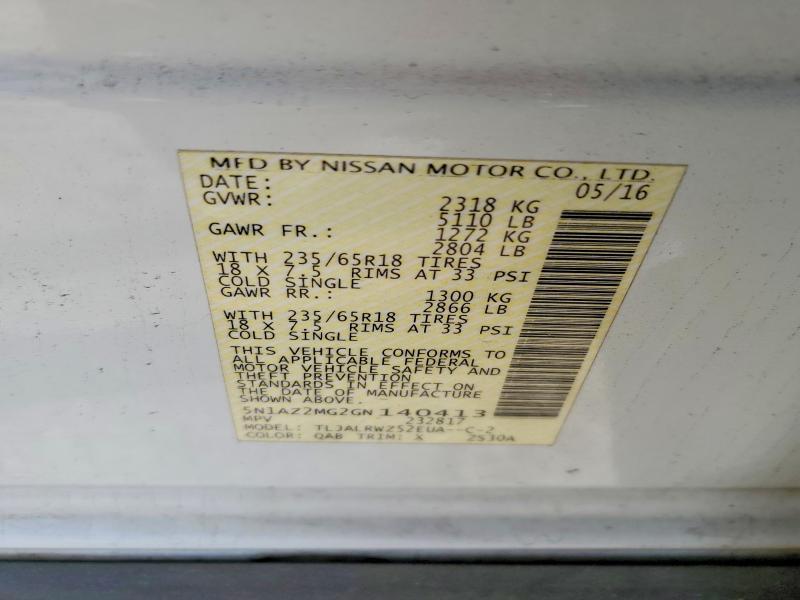 MFD BY NISSAN MOTOR CO., LTD.
DATE: 05/16
GVWR: 2318 KG
5110 LB
GAWR FR.: 1272 KG
2804 LB
WITH 235/65R18 TIRES
18 X 7.5 RIMS AT 33 PSI
COLD SINGLE
GAWR RR.: 1300 KG
2866 LB
WITH 235/65R18 TIRES
18 X 7.5 RIMS AT 33 PSI
COLD SINGLE
THIS VEHICLE CONFORMS TO
ALL APPLICABLE FEDERAL
MOTOR VEHICLE SAFETY AND
THEFT PREVENTION
STANDARDS IN EFFECT ON
THE DATE OF MANUFACTURE
SHOWN ABOVE.
5N1AZ2MG2GN140413
MPV 232817
MODEL: TL3ALRWZ52EUA--C-2
COLOR: QAB TRIM: X 2S30A